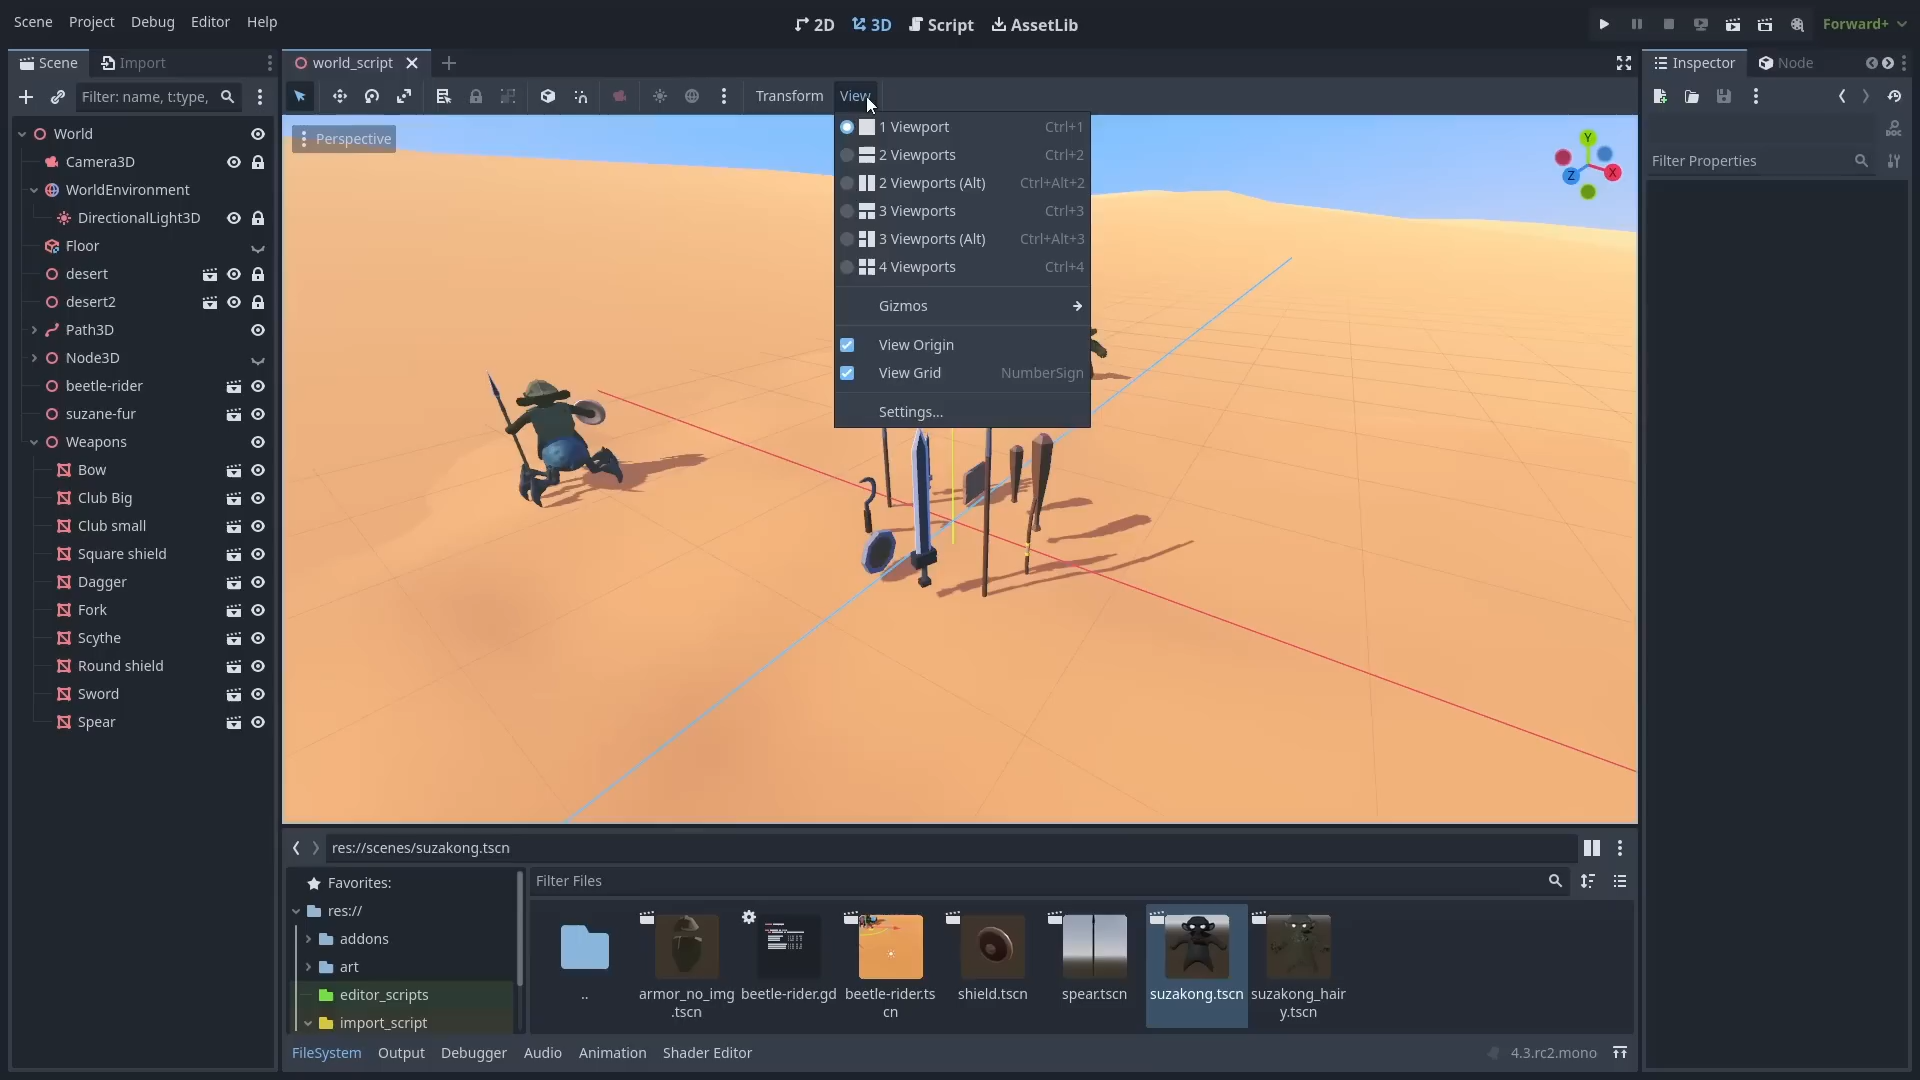 Scene Project Debug Editor Help
2D 3D Script AssetLib
Forward+
Scene Import
world_script
Inspector Node
Filter: name, t:type,
Transform View
Filter Properties
World
Camera3D
WorldEnvironment
DirectionalLight3D
Floor
desert
desert2
Path3D
Node3D
beetle-rider
suzane-fur
Weapons
Bow
Club Big
Club small
Square shield
Dagger
Fork
Scythe
Round shield
Sword
Spear
Perspective
1 Viewport Ctrl+1
2 Viewports Ctrl+2
2 Viewports (Alt) Ctrl+Alt+2
3 Viewports Ctrl+3
3 Viewports (Alt) Ctrl+Alt+3
4 Viewports Ctrl+4
Gizmos
View Origin
View Grid NumberSign
Settings...
Y
Z
X
res://scenes/suzakong.tscn
Favorites:
res://
addons
art
editor_scripts
import_script
Filter Files
..
armor_no_img
.tscn
beetle-rider.gd
beetle-rider.ts
cn
shield.tscn
spear.tscn
suzakong.tscn
suzakong_hair
y.tscn
FileSystem Output Debugger Audio Animation Shader Editor
4.3.rc2.mono